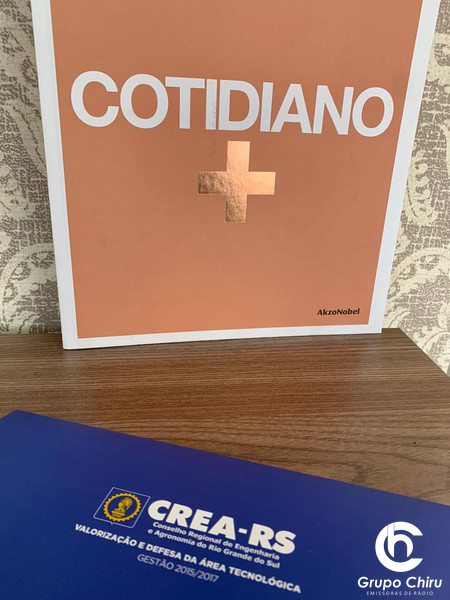 COTIDIANO
AkzoNobel
CREA-RS
Conselho Regional de Engenharia
e Agronomia do Rio Grande do Sul
VALORIZAÇÃO E DEFESA DA ÁREA TECNOLÓGICA
GESTÃO 2015/2017
Grupo Chiru
EMISSORAS DE RÁDIO